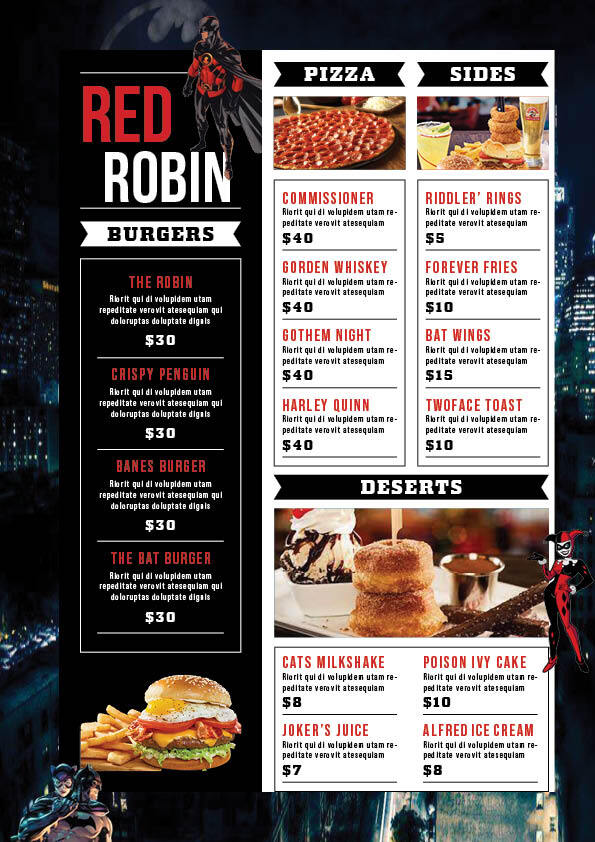 RED
ROBIN
BURGERS
THE ROBIN
Riorit qui di volupidem utam
repeditate verovit atesequiam qui
doloruptas doluptate dignis
$30
CRISPY PENGUIN
Riorit qui di volupidem utam
repeditate verovit atesequiam qui
doloruptas doluptate dignis
$30
BANES BURGER
Riorit qui di volupidem utam
repeditate verovit atesequiam qui
doloruptas doluptate dignis
$30
THE BAT BURGER
Riorit qui di volupidem utam
repeditate verovit atesequiam qui
doloruptas doluptate dignis
$30
PIZZA
COMMISSIONER
Riorit qui di volupidem utam re-
peditate verovit atesequiam
$40
GORDEN WHISKEY
Riorit qui di volupidem utam re-
peditate verovit atesequiam
$40
GOTHEM NIGHT
Riorit qui di volupidem utam re-
peditate verovit atesequiam
$40
HARLEY QUINN
Riorit qui di volupidem utam re-
peditate verovit atesequiam
$40
SIDES
RIDDLER' RINGS
Riorit qui di volupidem utam re-
peditate verovit atesequiam
$5
FOREVER FRIES
Riorit qui di volupidem utam re-
peditate verovit atesequiam
$10
BAT WINGS
Riorit qui di volupidem utam re-
peditate verovit atesequiam
$15
TWOFACE TOAST
Riorit qui di volupidem utam re-
peditate verovit atesequiam
$10
DESERTS
CATS MILKSHAKE
Riorit qui di volupidem utam re-
peditate verovit atesequiam
$8
JOKER'S JUICE
Riorit qui di volupidem utam re-
peditate verovit atesequiam
$7
POISON IVY CAKE
Riorit qui di volupidem utam re-
peditate verovit atesequiam
$10
ALFRED ICE CREAM
Riorit qui di volupidem utam re-
peditate verovit atesequiam
$8